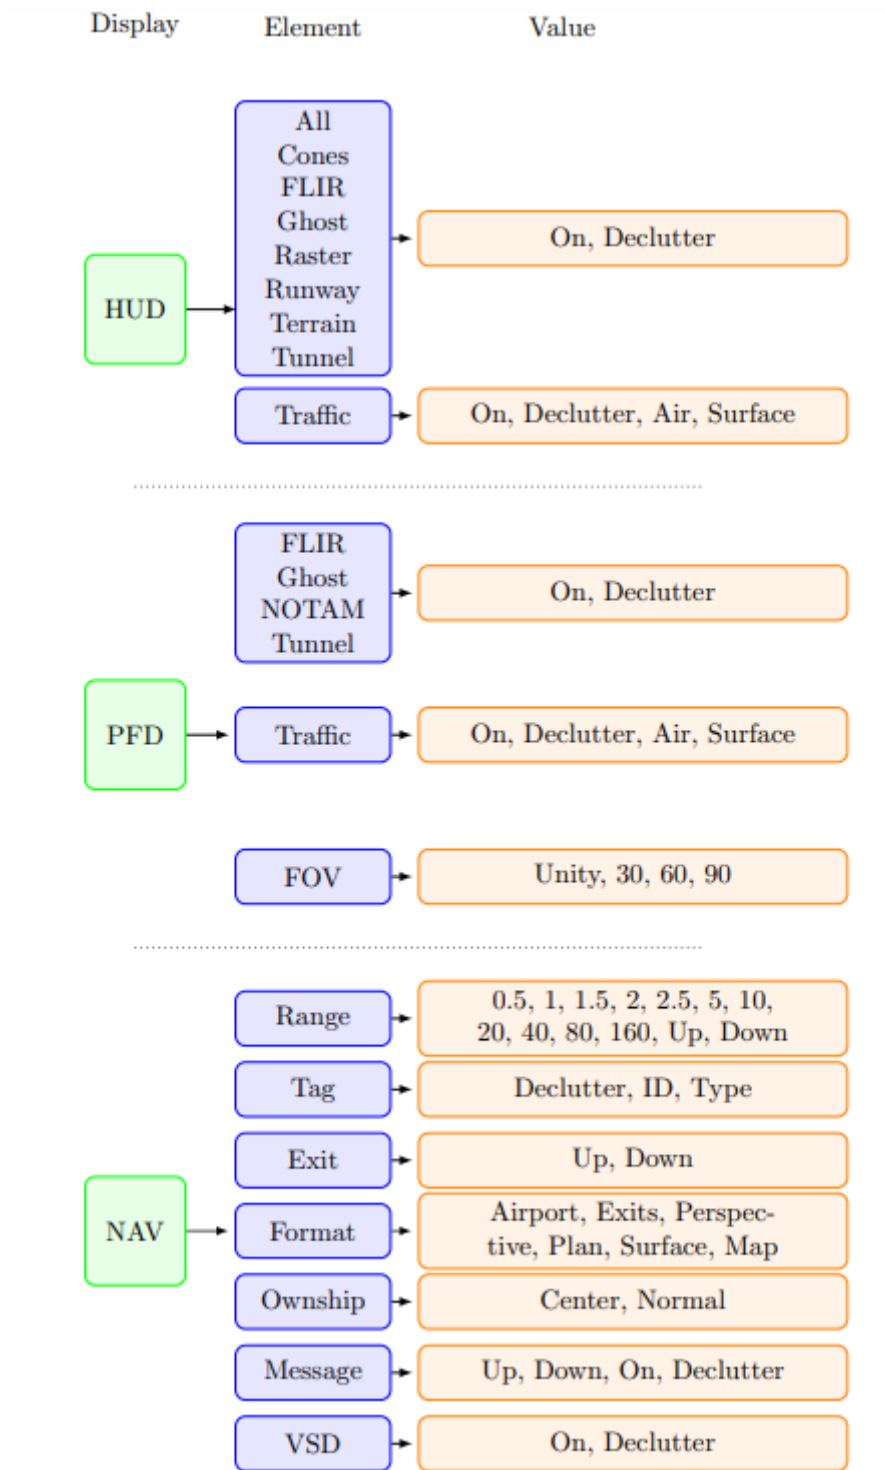 Display Element Value
All
Cones
FLIR
Ghost
Raster
Runway
Terrain
Tunnel
On, Declutter
HUD
Traffic
On, Declutter, Air, Surface
FLIR
Ghost
NOTAM
Tunnel
On, Declutter
PFD
Traffic
On, Declutter, Air, Surface
FOV
Unity, 30, 60, 90
Range
0.5, 1, 1.5, 2, 2.5, 5, 10,
20, 40, 80, 160, Up, Down
Tag
Declutter, ID, Type
Exit
Up, Down
NAV
Format
Airport, Exits, Perspec-
tive, Plan, Surface, Map
Ownship
Center, Normal
Message
Up, Down, On, Declutter
VSD
On, Declutter